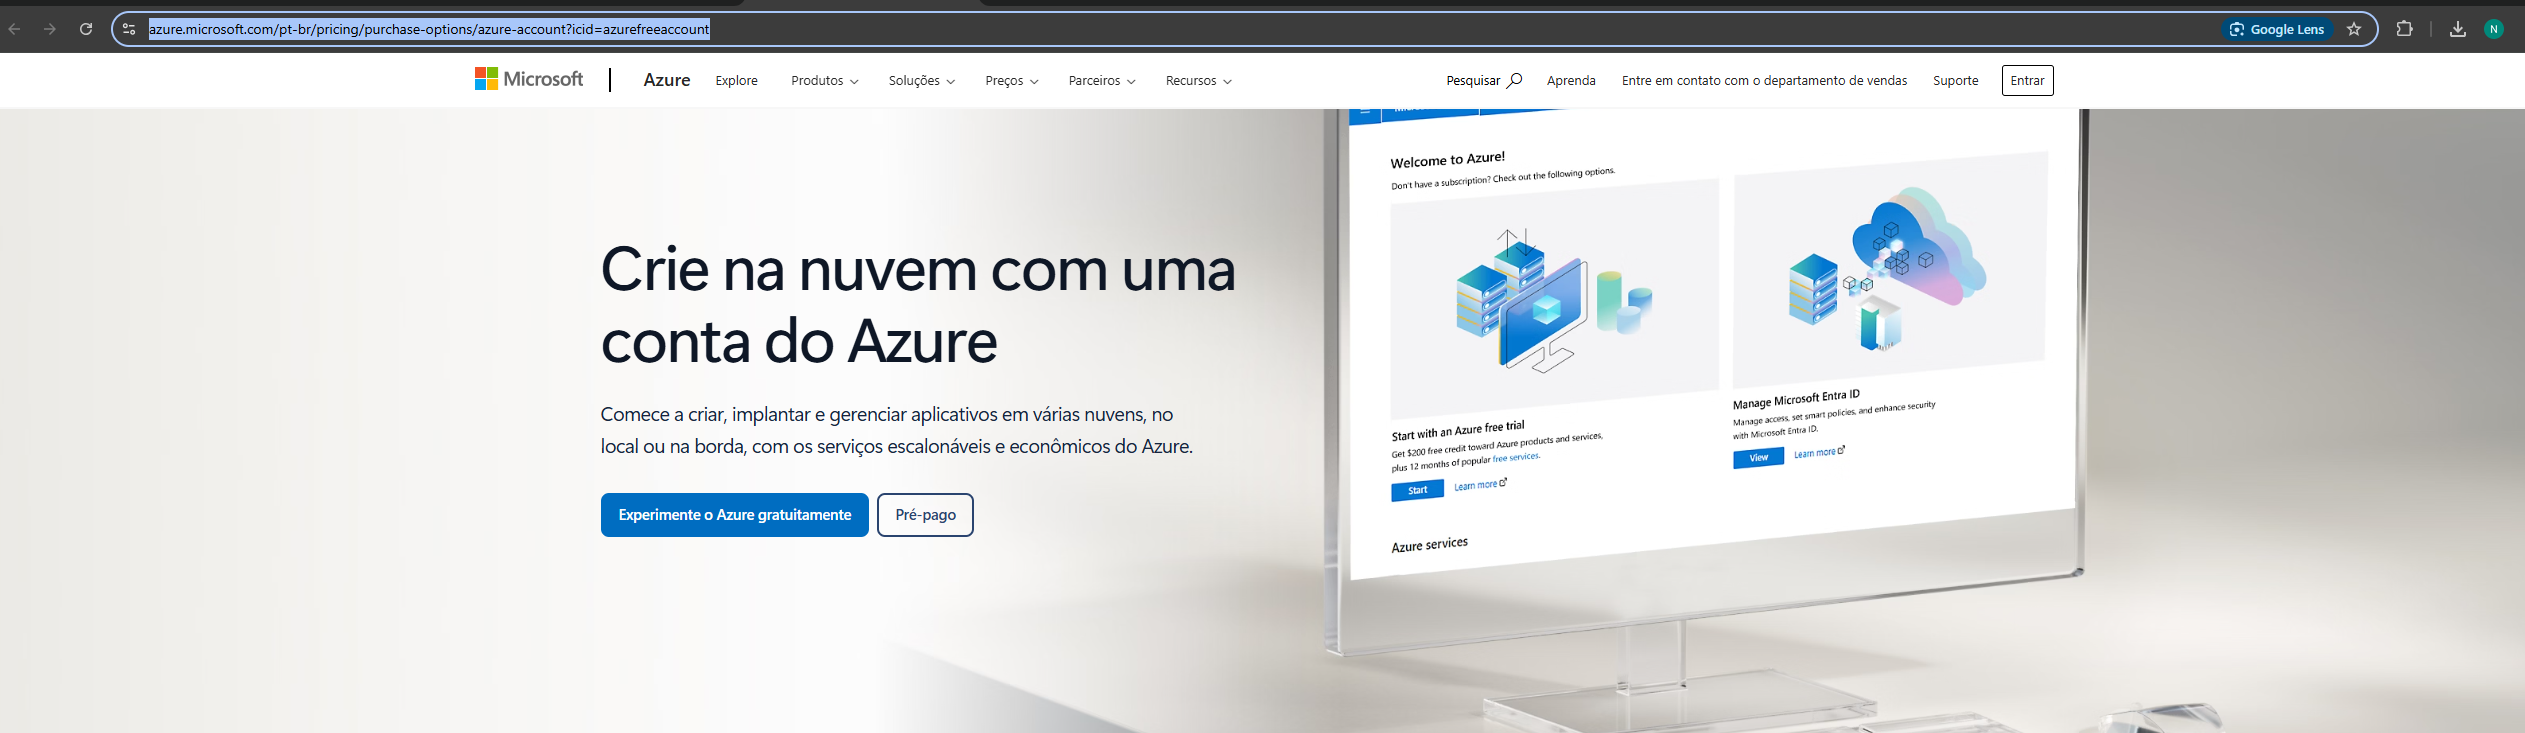 azure.microsoft.com/pt-br/pricing/purchase-options/azure-account?icid=azurefreeaccount
Google Lens
N
Microsoft
Azure
Explore
Produtos
Soluções
Preços
Parceiros
Recursos
Pesquisar
Aprenda
Entre em contato com o departamento de vendas
Suporte
Entrar
Crie na nuvem com uma
conta do Azure
Comece a criar, implantar e gerenciar aplicativos em várias nuvens, no
local ou na borda, com os serviços escalonáveis e econômicos do Azure.
Experimente o Azure gratuitamente
Pré-pago
Welcome to Azure!
Don't have a subscription? Check out the following options.
Start with an Azure free trial
Get $200 free credit toward Azure products and services,
plus 12 months of popular free services.
Start
Learn more
Manage Microsoft Entra ID
Manage access, set smart policies, and enhance security
with Microsoft Entra ID.
View
Learn more
Azure services